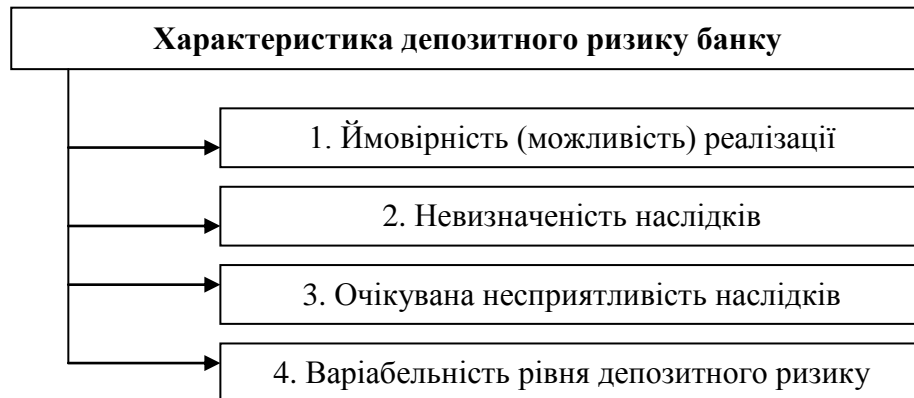 Характеристика депозитного ризику банку
1. Ймовірність (можливість) реалізації
2. Невизначеність наслідків
3. Очікувана несприятливість наслідків
4. Варіабельність рівня депозитного ризику